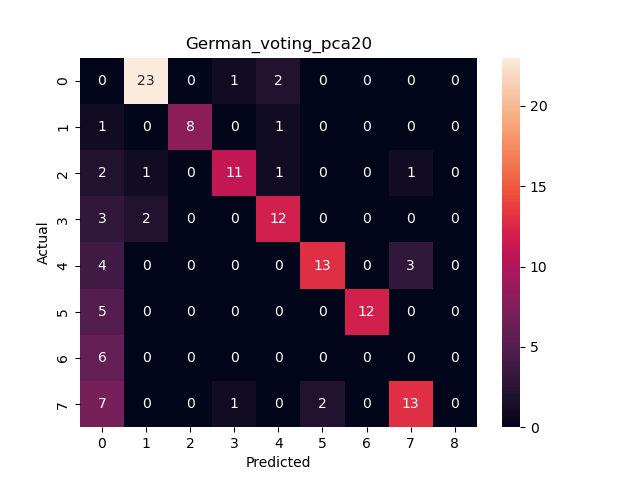 German_voting_pca20
0 0 23 0 1 2 0 0 0 0
1 1 0 8 0 1 0 0 0 0
2 2 1 0 11 1 0 0 1 0
3 3 2 0 0 12 0 0 0 0
4 4 0 0 0 0 13 0 3 0
5 5 0 0 0 0 0 12 0 0
6 6 0 0 0 0 0 0 0 0
7 7 0 0 1 0 2 0 13 0
0 1 2 3 4 5 6 7 8
Actual
Predicted
20
15
10
5
0